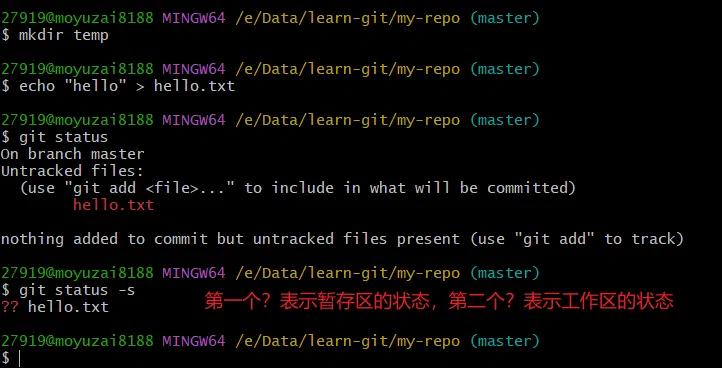 27919@moyuzai8188 MINGW64 /e/Data/learn-git/my-repo (master)
$ mkdir temp
27919@moyuzai8188 MINGW64 /e/Data/learn-git/my-repo (master)
$ echo "hello" > hello.txt
27919@moyuzai8188 MINGW64 /e/Data/learn-git/my-repo (master)
$ git status
On branch master
Untracked files:
  (use "git add <file>..." to include in what will be committed)
        hello.txt
nothing added to commit but untracked files present (use "git add" to track)
27919@moyuzai8188 MINGW64 /e/Data/learn-git/my-repo (master)
$ git status -s
第一个？表示暂存区的状态，第二个？表示工作区的状态
?? hello.txt
27919@moyuzai8188 MINGW64 /e/Data/learn-git/my-repo (master)
$